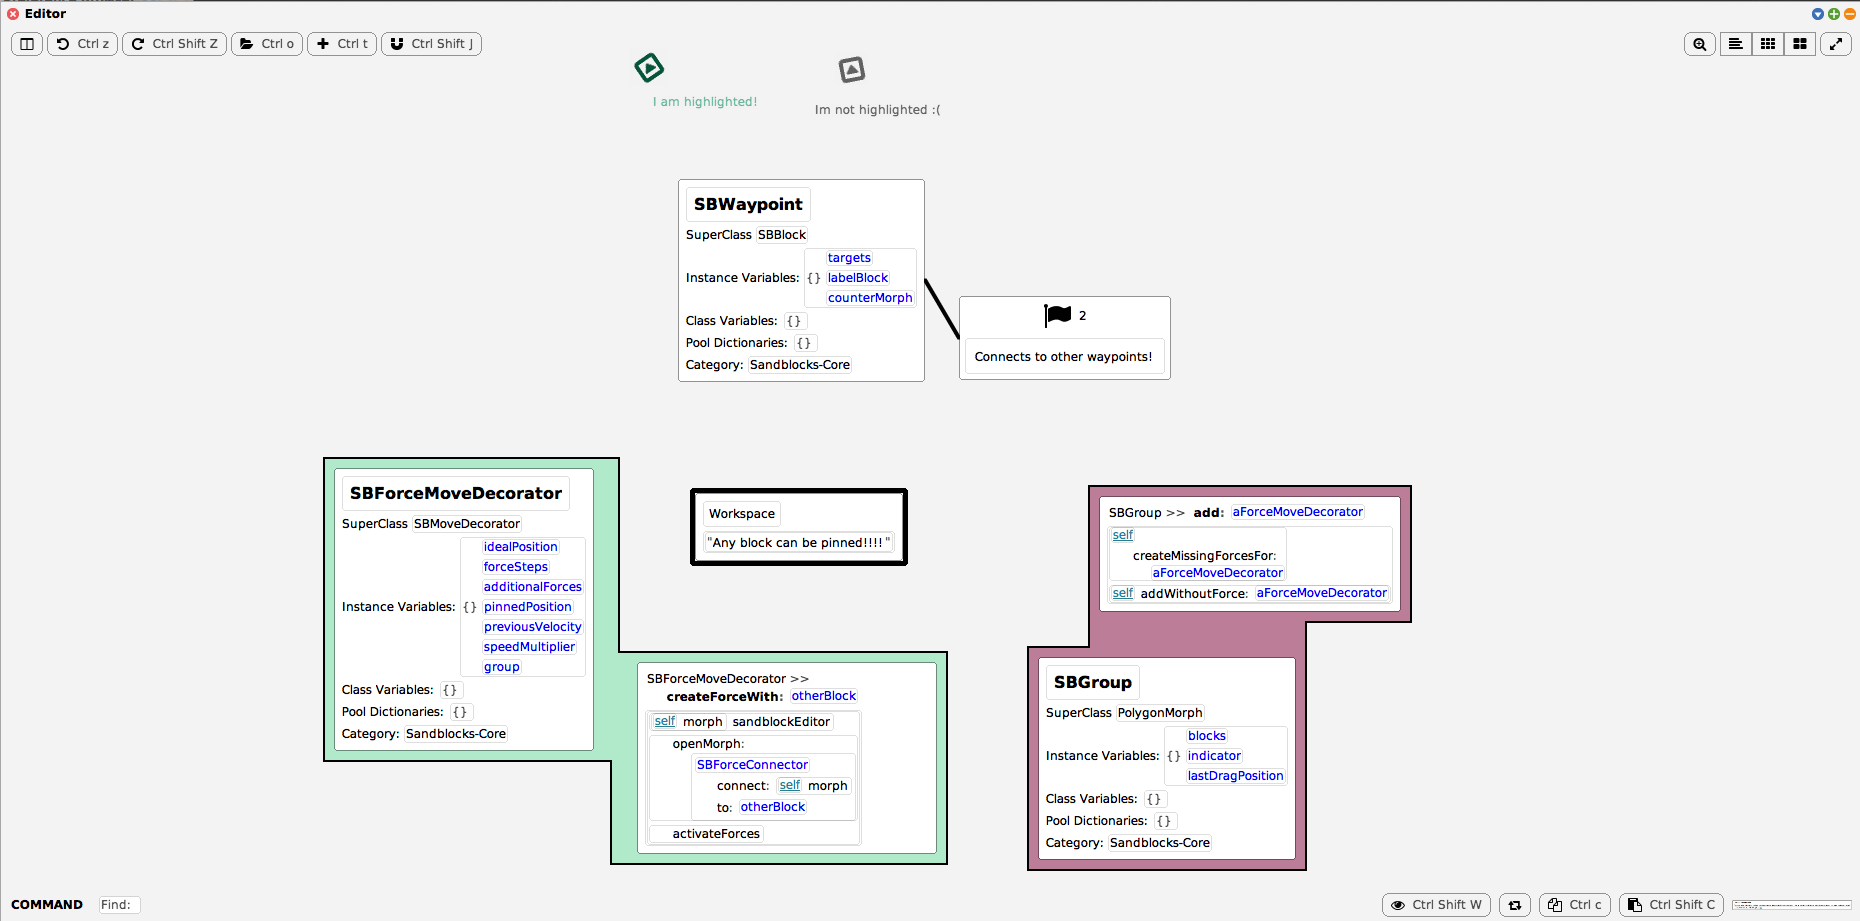 Editor
Ctrl z
Ctrl Shift Z
Ctrl o
Ctrl t
Ctrl Shift J
I am highlighted!
Im not highlighted :(
SBWaypoint
SuperClass SBBlock
Instance Variables: {} targets
labelBlock
counterMorph
Class Variables: {}
Pool Dictionaries: {}
Category: Sandblocks-Core
2
Connects to other waypoints!
SBForceMoveDecorator
SuperClass SBMoveDecorator
Instance Variables: {} idealPosition
forceSteps
additionalForces
pinnedPosition
previousVelocity
speedMultiplier
group
Class Variables: {}
Pool Dictionaries: {}
Category: Sandblocks-Core
SBForceMoveDecorator >>
createForceWith: otherBlock
self morph sandblockEditor
openMorph:
SBForceConnector
connect: self morph
to: otherBlock
activateForces
Workspace
"Any block can be pinned!!!!"
SBGroup >> add: aForceMoveDecorator
self
createMissingForcesFor:
aForceMoveDecorator
self addWithoutForce: aForceMoveDecorator
SBGroup
SuperClass PolygonMorph
Instance Variables: {} blocks
indicator
lastDragPosition
Class Variables: {}
Pool Dictionaries: {}
Category: Sandblocks-Core
COMMAND Find:
Ctrl Shift W
Ctrl c
Ctrl Shift C